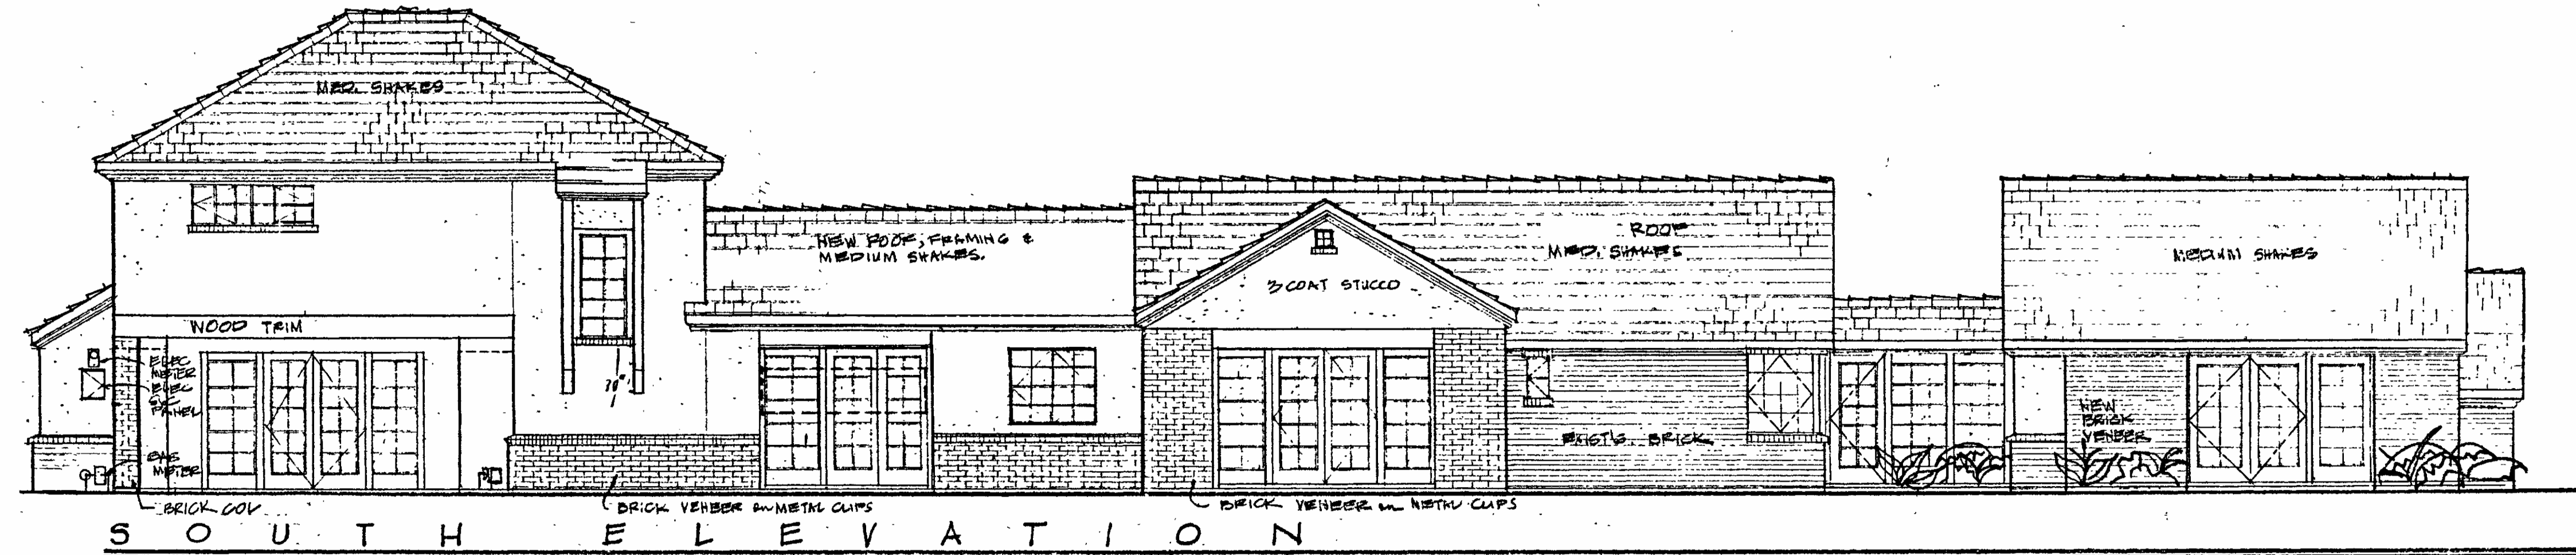 MED. SHAKES
NEW ROOF, FRAMING &
MEDIUM SHAKES.
ROOF
MED. SHAKES
MEDIUM SHAKES
3 COAT STUCCO
WOOD TRIM
ELEC
METER
ELEC
SVC
PANEL
GAS
METER
EXIST'G. BRICK
NEW
BRICK
VENEER
BRICK COL
BRICK VENEER on METAL CLIPS
BRICK VENEER on METAL CLIPS
SOUTH ELEVATION